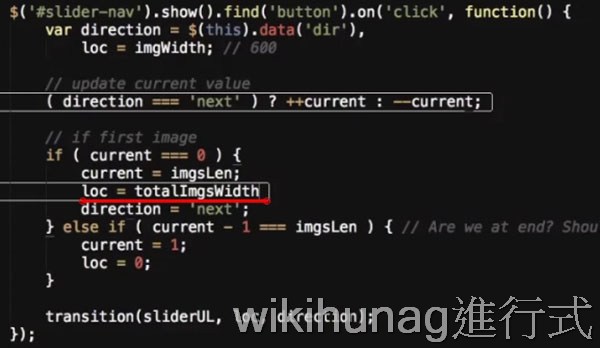 $('#slider-nav').show().find('button').on('click', function() {
var direction = $(this).data('dir'),
loc = imgWidth; // 600
// update current value
( direction === 'next' ) ? ++current : --current;
// if first image
if ( current === 0 ) {
current = imgsLen;
loc = totalImgsWidth
direction = 'next';
} else if ( current - 1 === imgsLen ) { // Are we at end? Shou
current = 1;
loc = 0;
}
transition(sliderUL, loc, direction);
});
wikihunag進行式